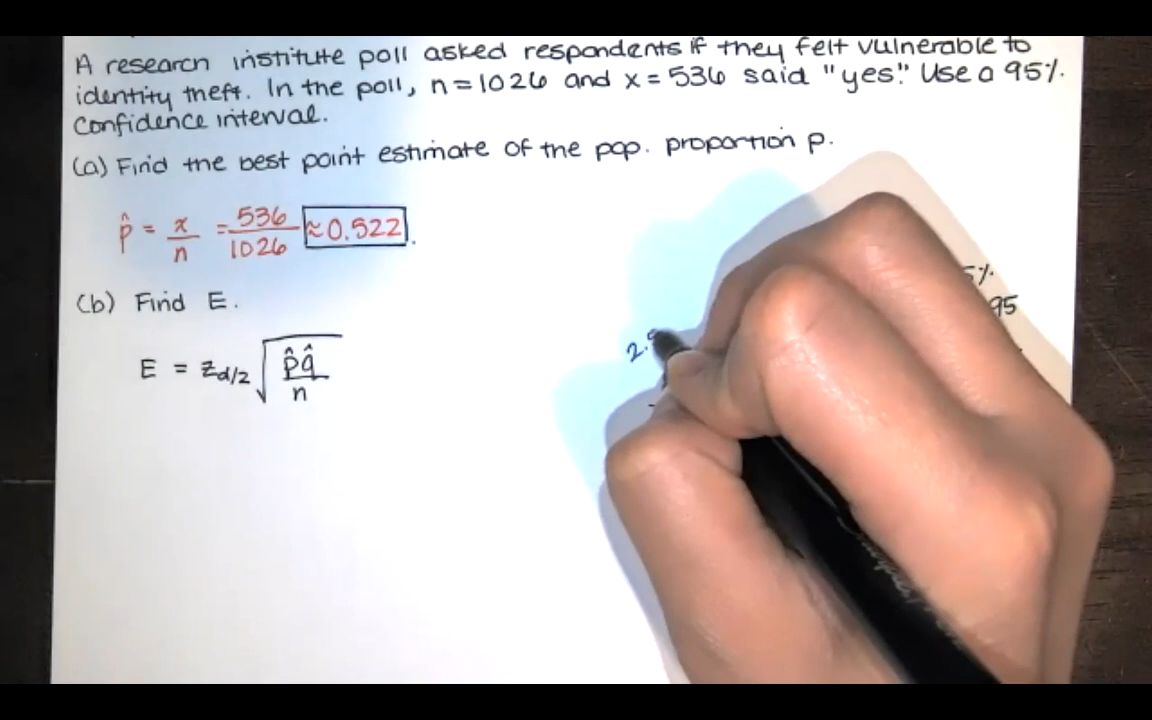 A research institute poll asked respondents if they felt vulnerable to
identity theft. In the poll, n = 1026 and x = 536 said "yes". Use a 95%
Confidence interval.
(a) Find the best point estimate of the pop. proportion p.
p̂ = x/n = 536/1026 ≈ 0.522.
(b) Find E.
E = zα/2 √(p̂q̂/n)
5%
95